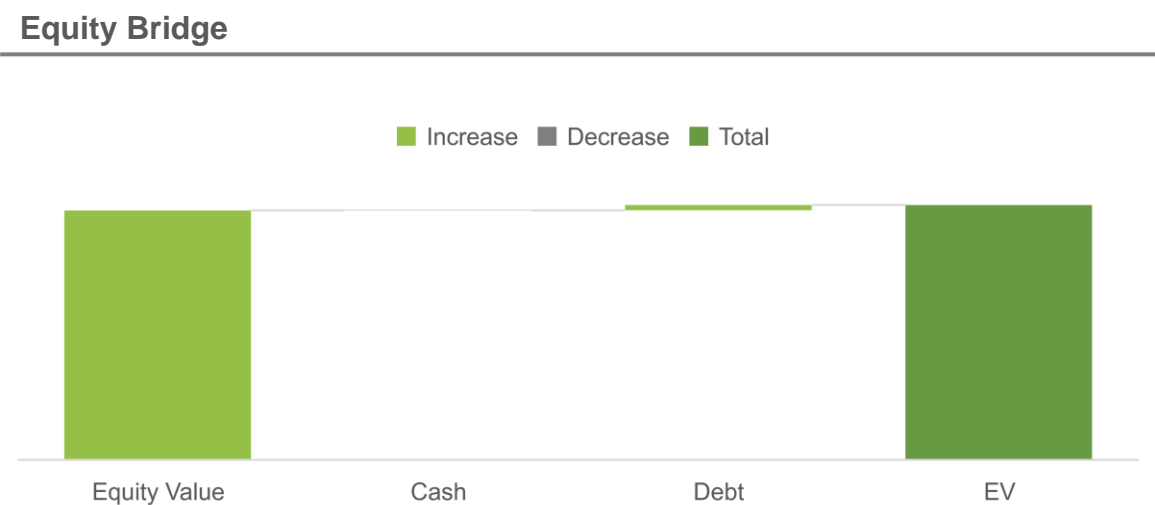 Equity Bridge
Increase Decrease Total
Equity Value Cash Debt EV